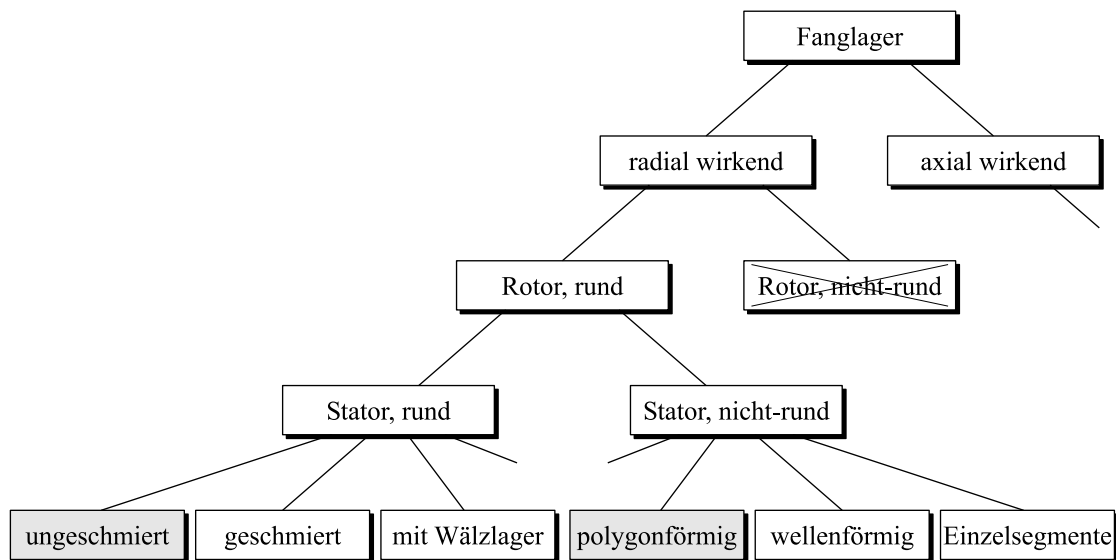 Fanglager
radial wirkend
axial wirkend
Rotor, rund
Rotor, nicht-rund
Stator, rund
Stator, nicht-rund
ungeschmiert
geschmiert
mit Wälzlager
polygonförmig
wellenförmig
Einzelsegmente